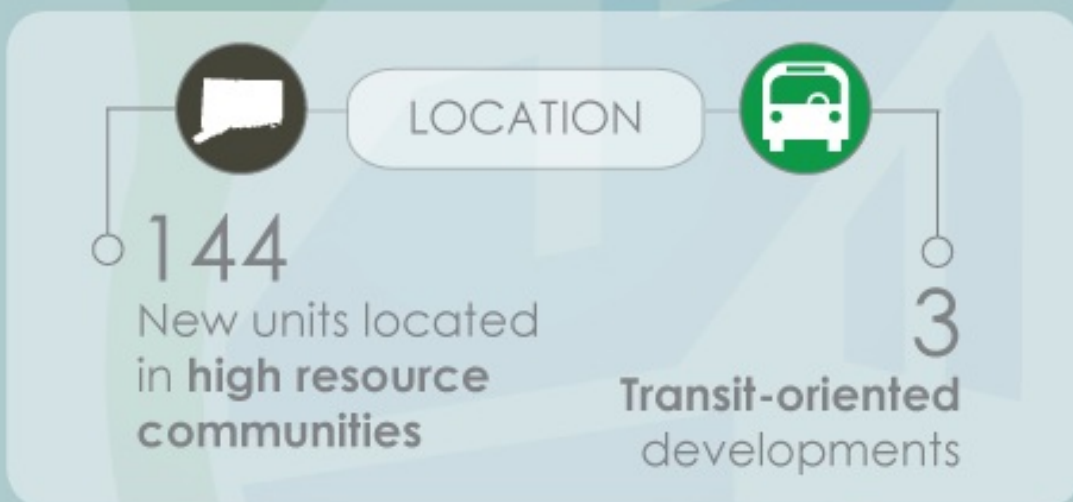 LOCATION
144
New units located
in high resource
communities
3
Transit-oriented
developments